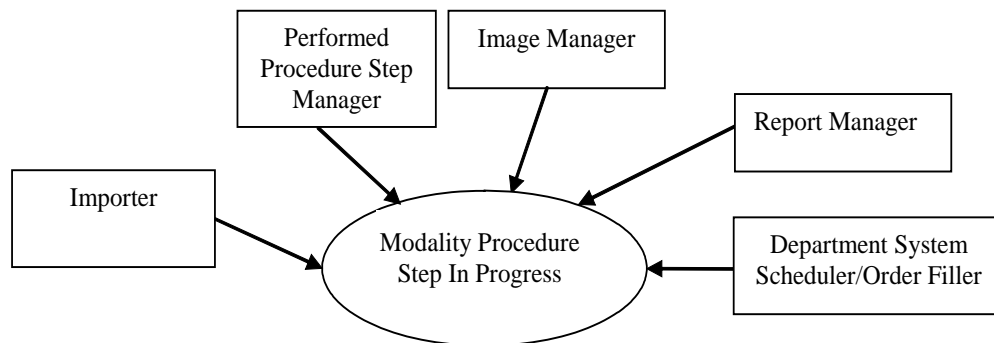 Performed
Procedure Step
Manager
Image Manager
Report Manager
Importer
Modality Procedure
Step In Progress
Department System
Scheduler/Order Filler